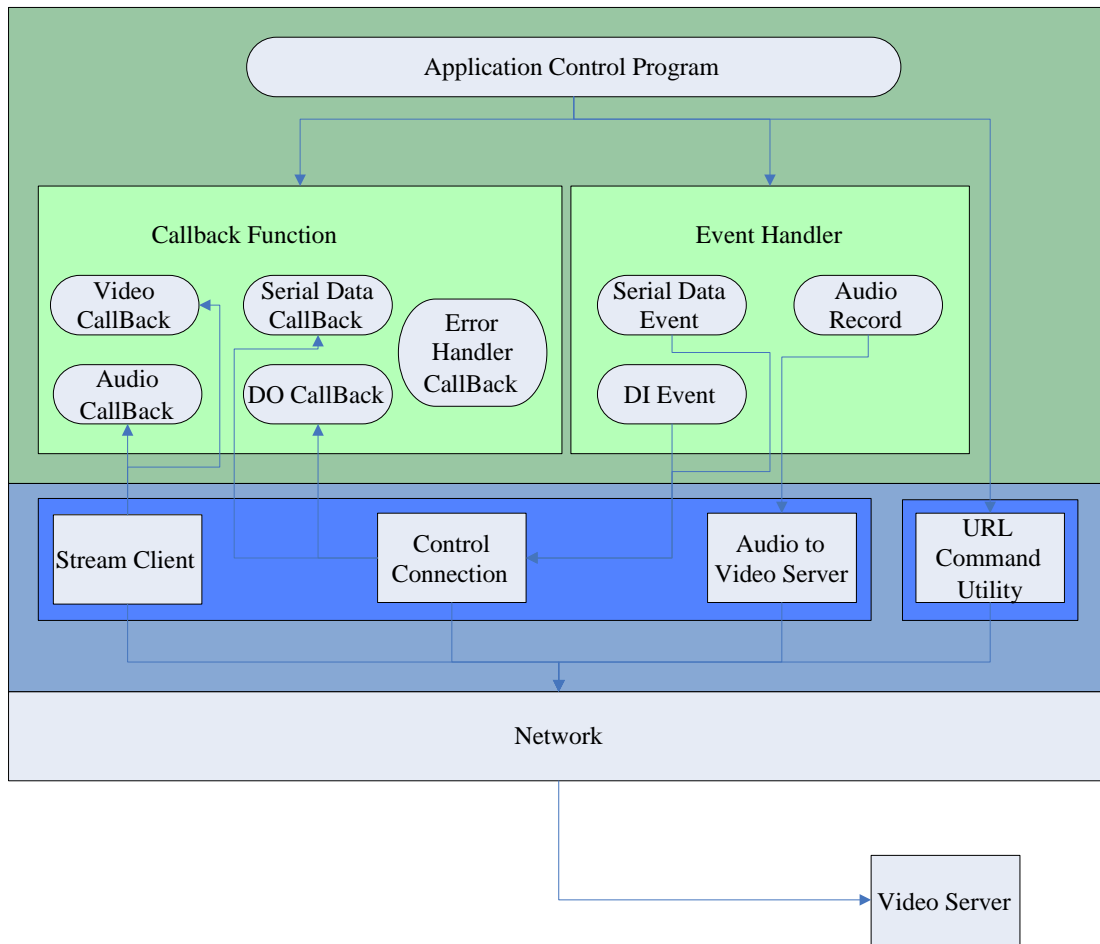 Application Control Program
Callback Function
Video
CallBack
Serial Data
CallBack
Error
Handler
CallBack
Audio
CallBack
DO CallBack
Event Handler
Serial Data
Event
Audio
Record
DI Event
Stream Client
Control
Connection
Audio to
Video Server
URL
Command
Utility
Network
Video Server